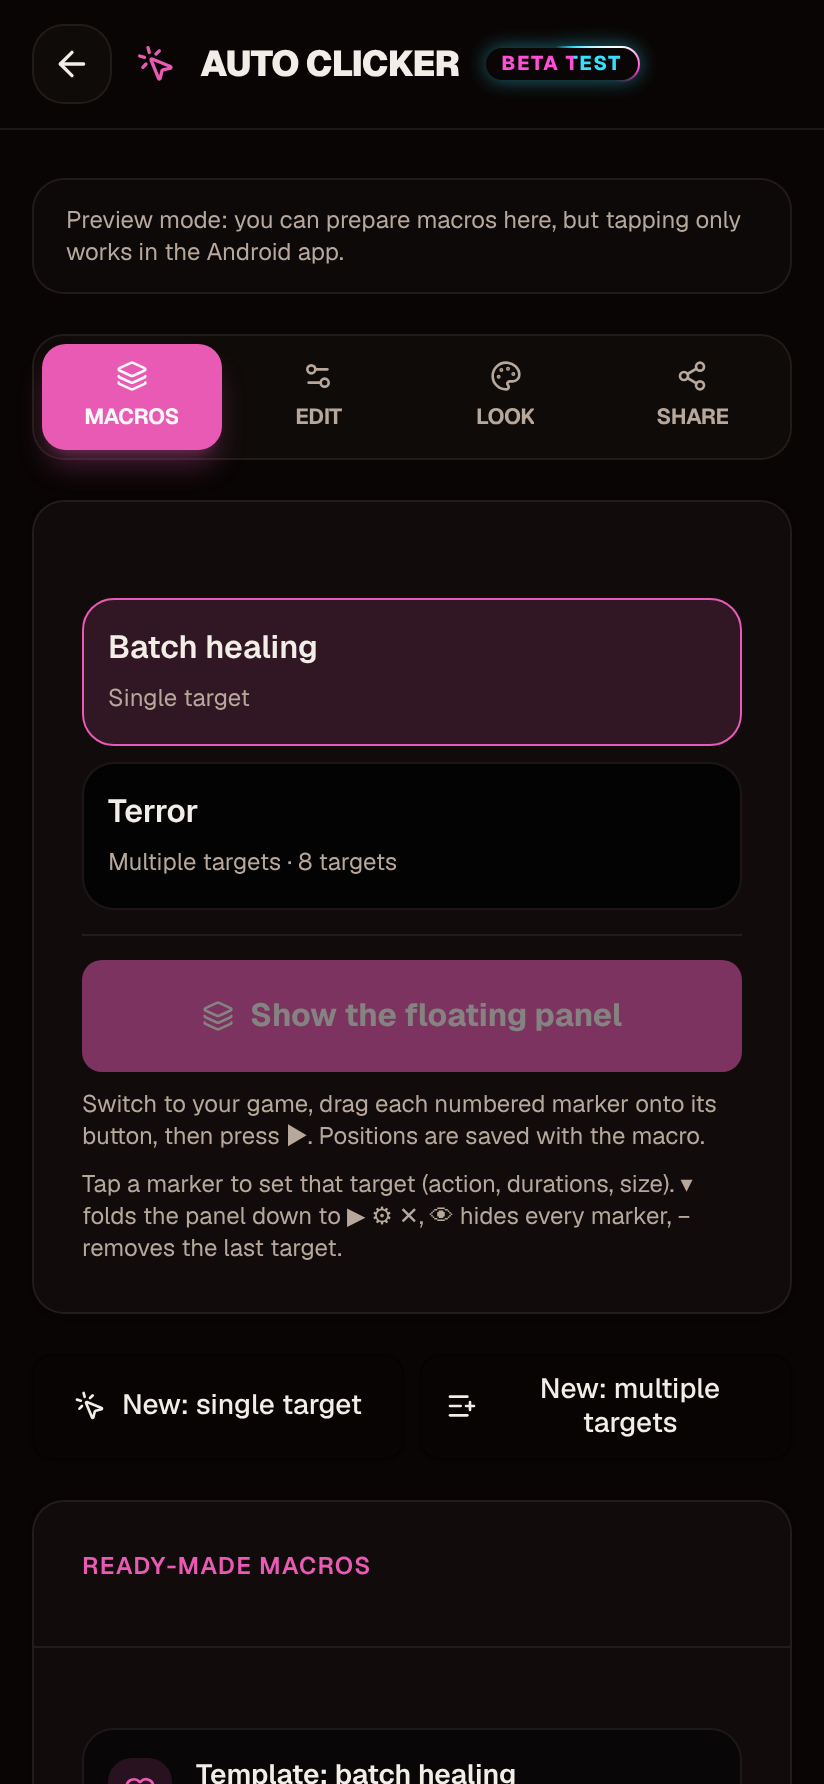 AUTO CLICKER
BETA TEST
Preview mode: you can prepare macros here, but tapping only
works in the Android app.
MACROS
EDIT
LOOK
SHARE
Batch healing
Single target
Terror
Multiple targets · 8 targets
Show the floating panel
Switch to your game, drag each numbered marker onto its
button, then press ▶. Positions are saved with the macro.
Tap a marker to set that target (action, durations, size). ▾
folds the panel down to ▶ ⚙ ✕, 👁 hides every marker, −
removes the last target.
New: single target
New: multiple
targets
READY-MADE MACROS
Template: batch healing